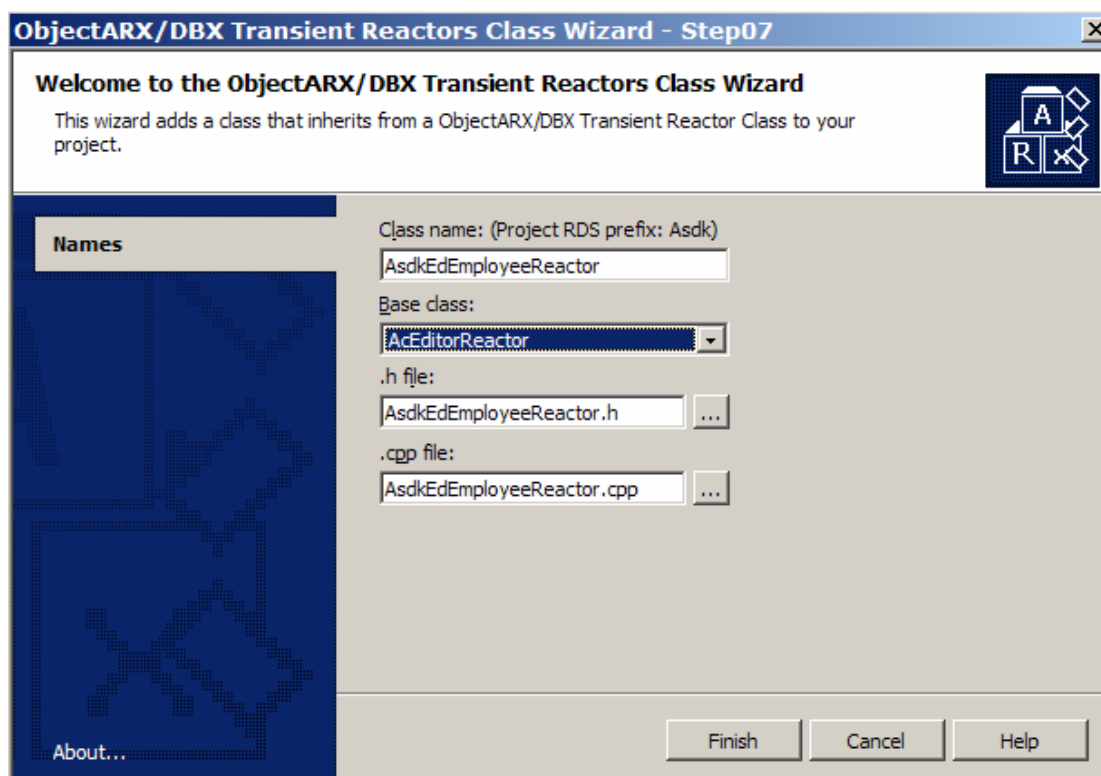 ObjectARX/DBX Transient Reactors Class Wizard - Step07
Welcome to the ObjectARX/DBX Transient Reactors Class Wizard
This wizard adds a class that inherits from a ObjectARX/DBX Transient Reactor Class to your
project.
A
R X
Names
Class name: (Project RDS prefix: Asdk)
AsdkEdEmployeeReactor
Base class:
AcEditorReactor
.h file:
AsdkEdEmployeeReactor.h
...
.cpp file:
AsdkEdEmployeeReactor.cpp
...
About...
Finish
Cancel
Help